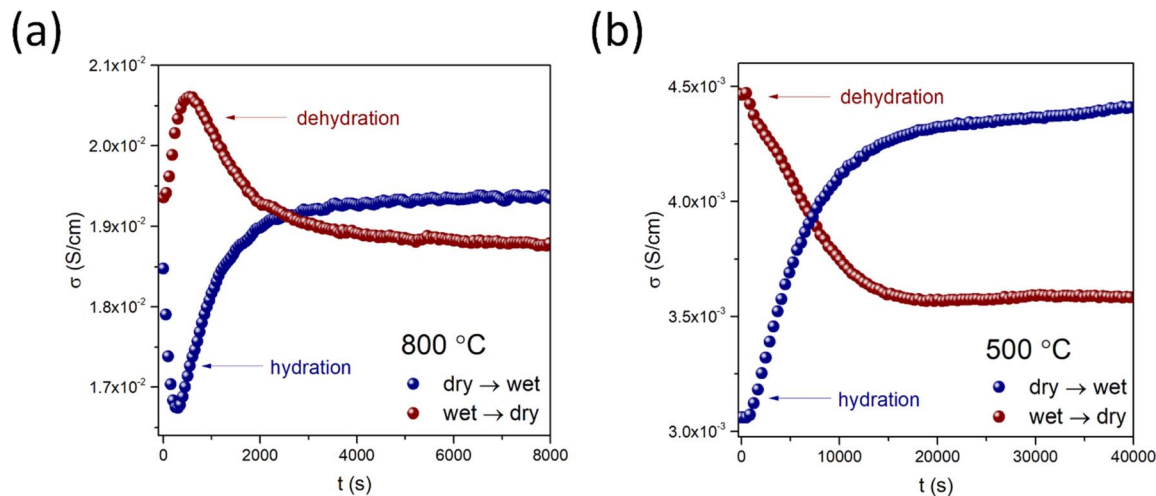 (a)
2.1x10⁻²
2.0x10⁻²
1.9x10⁻²
1.8x10⁻²
1.7x10⁻²
σ (S/cm)
dehydration
hydration
800 °C
dry → wet
wet → dry
0 2000 4000 6000 8000
t (s)
(b)
4.5x10⁻³
4.0x10⁻³
3.5x10⁻³
3.0x10⁻³
σ (S/cm)
dehydration
hydration
500 °C
dry → wet
wet → dry
0 10000 20000 30000 40000
t (s)